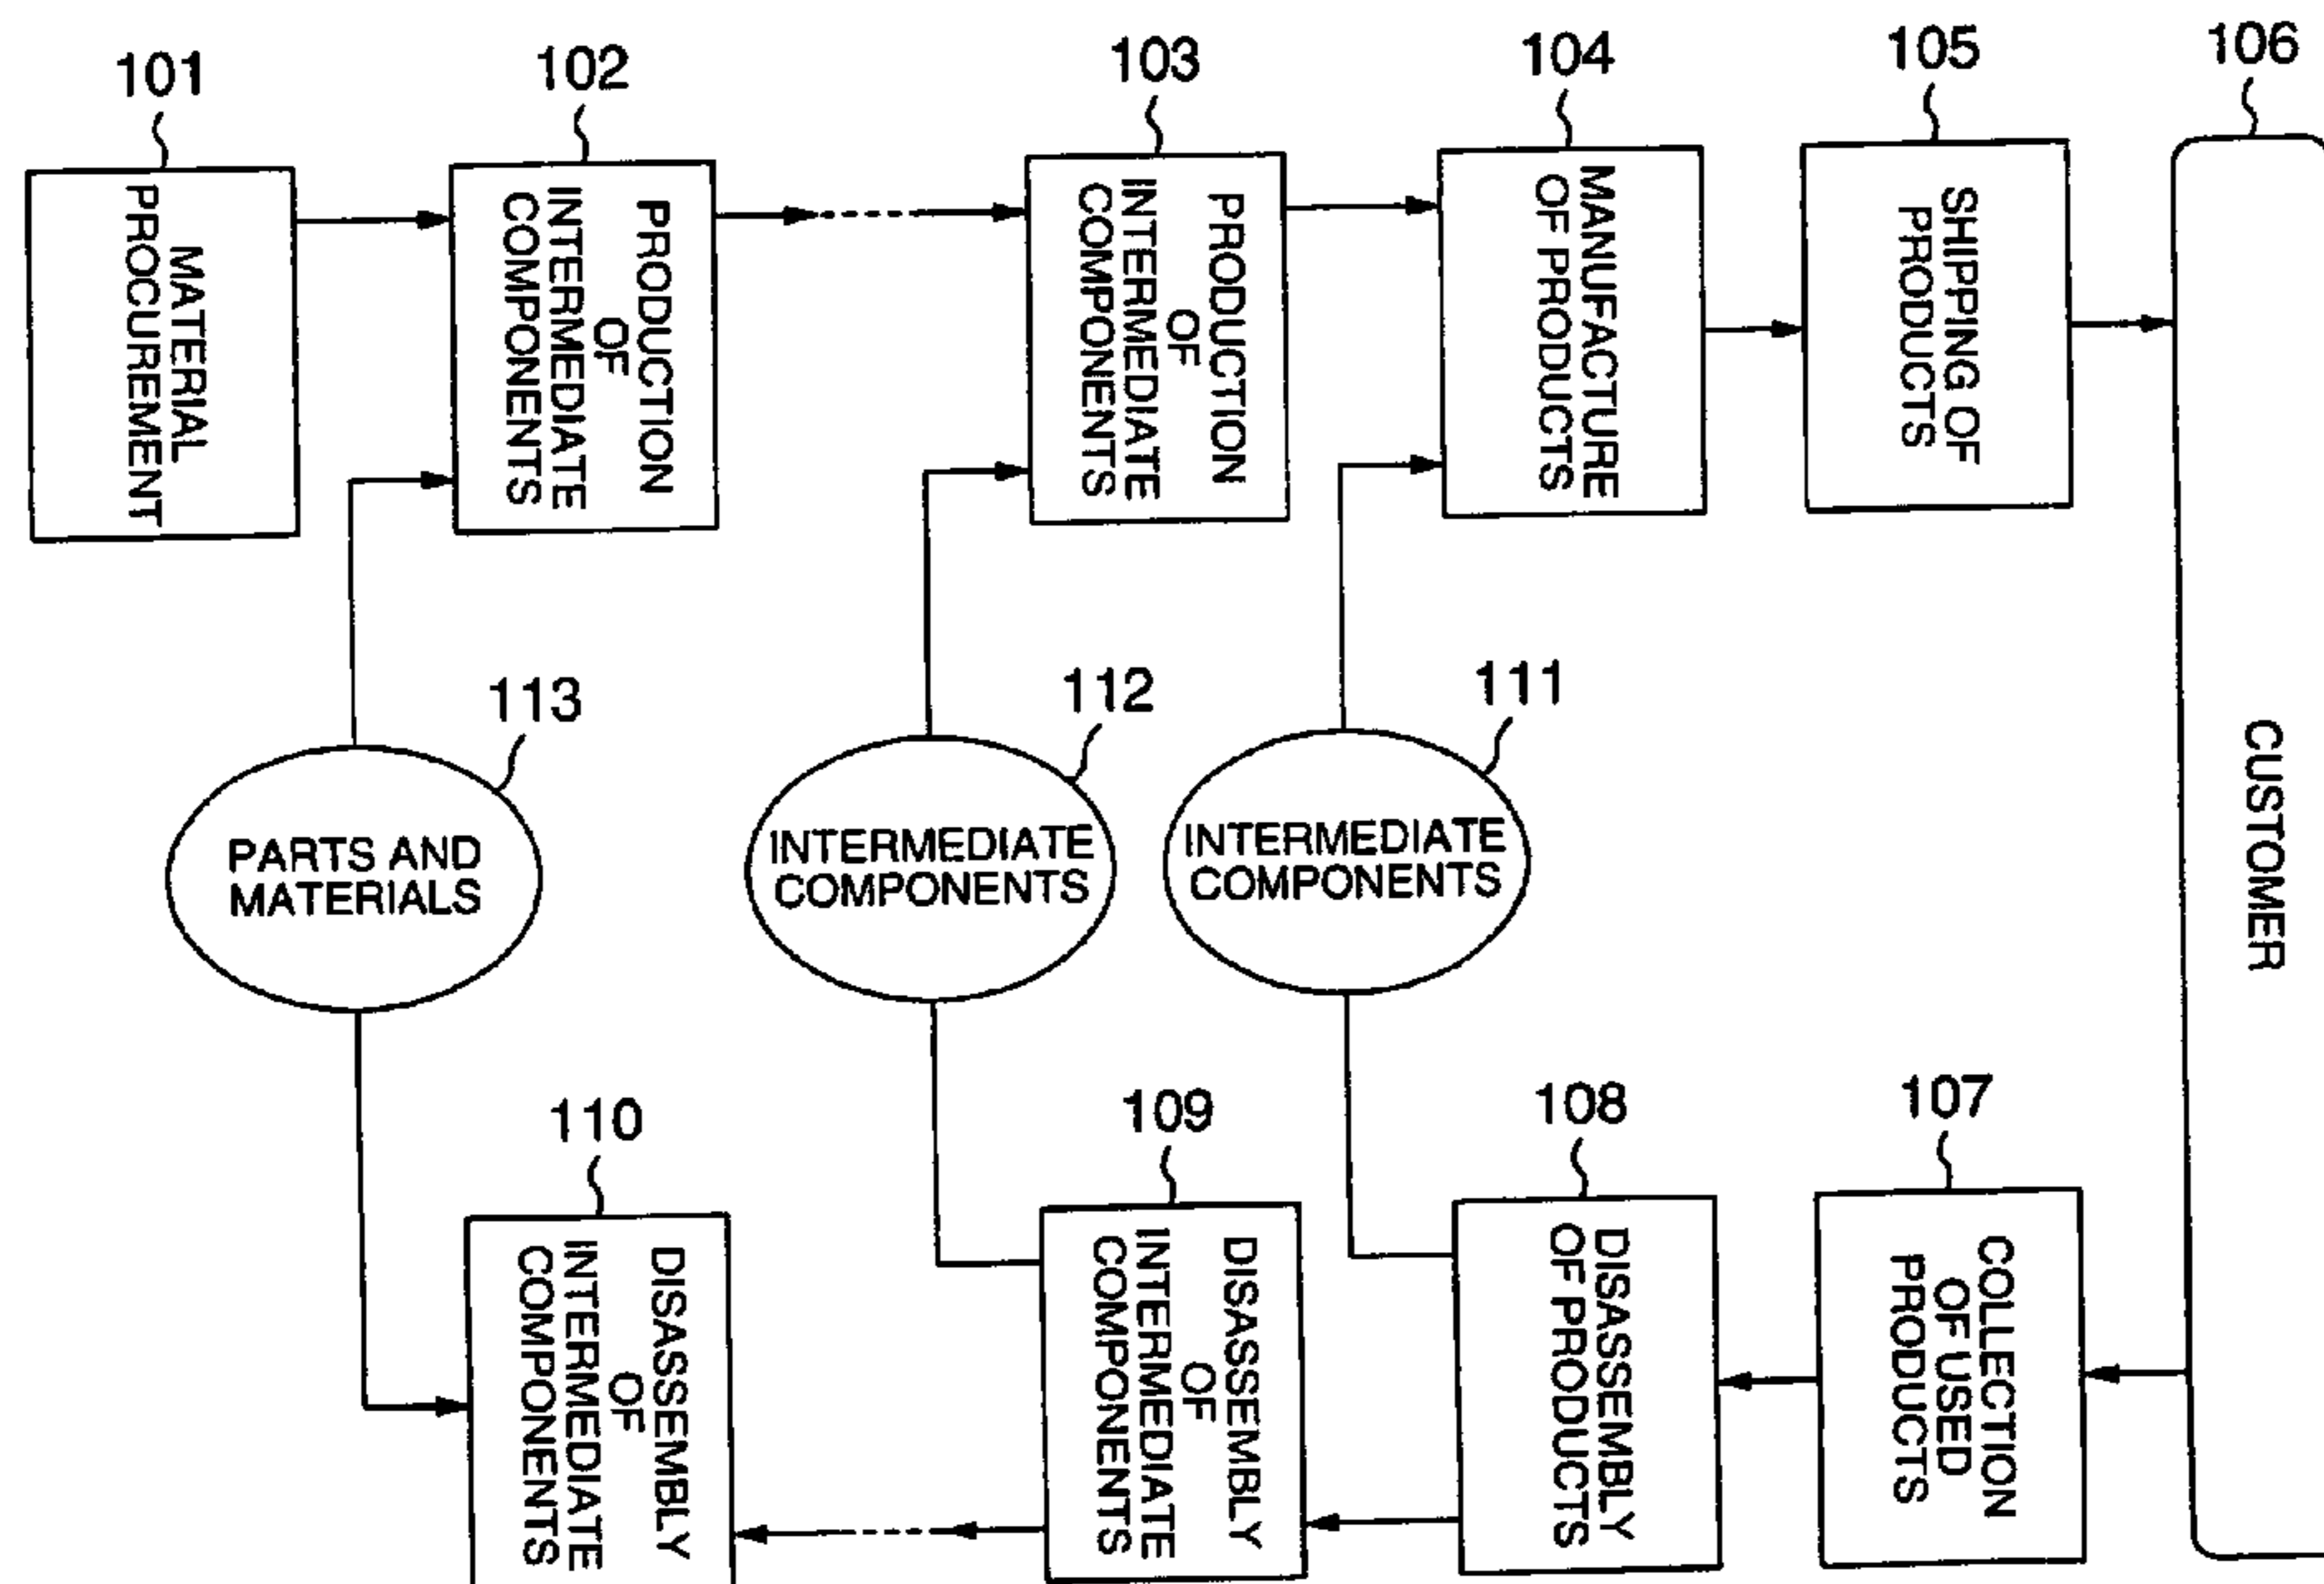 101
MATERIAL
PROCUREMENT
102
PRODUCTION
OF
INTERMEDIATE
COMPONENTS
103
PRODUCTION
OF
INTERMEDIATE
COMPONENTS
104
MANUFACTURE
OF PRODUCTS
105
SHIPPING OF
PRODUCTS
106
CUSTOMER
113
PARTS AND
MATERIALS
112
INTERMEDIATE
COMPONENTS
111
INTERMEDIATE
COMPONENTS
110
DISASSEMBLY
OF
INTERMEDIATE
COMPONENTS
109
DISASSEMBLY
OF
INTERMEDIATE
COMPONENTS
108
DISASSEMBLY
OF PRODUCTS
107
COLLECTION
OF USED
PRODUCTS